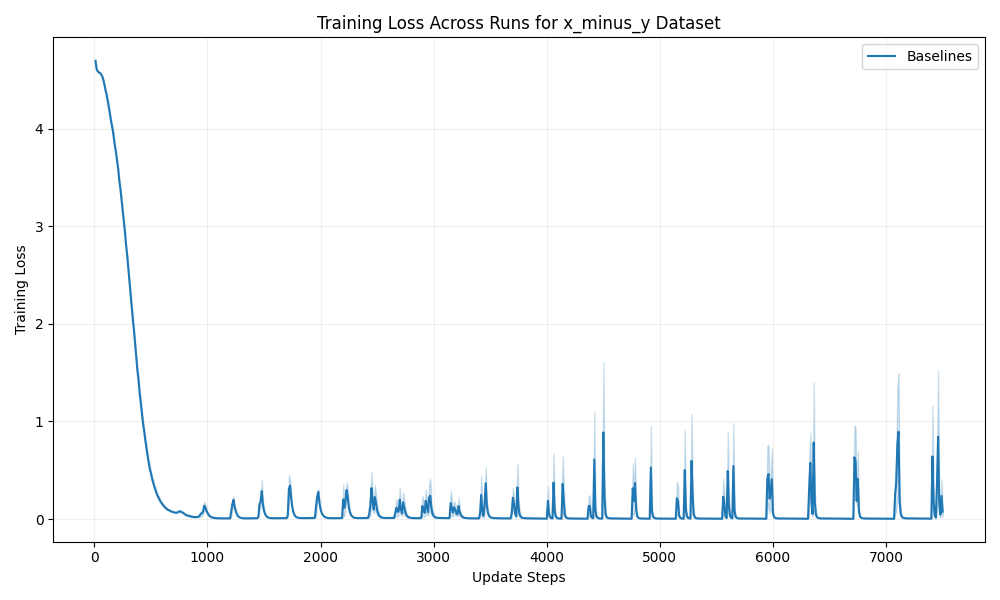 Training Loss Across Runs for x_minus_y Dataset
Baselines
Training Loss
4
3
2
1
0
0 1000 2000 3000 4000 5000 6000 7000
Update Steps